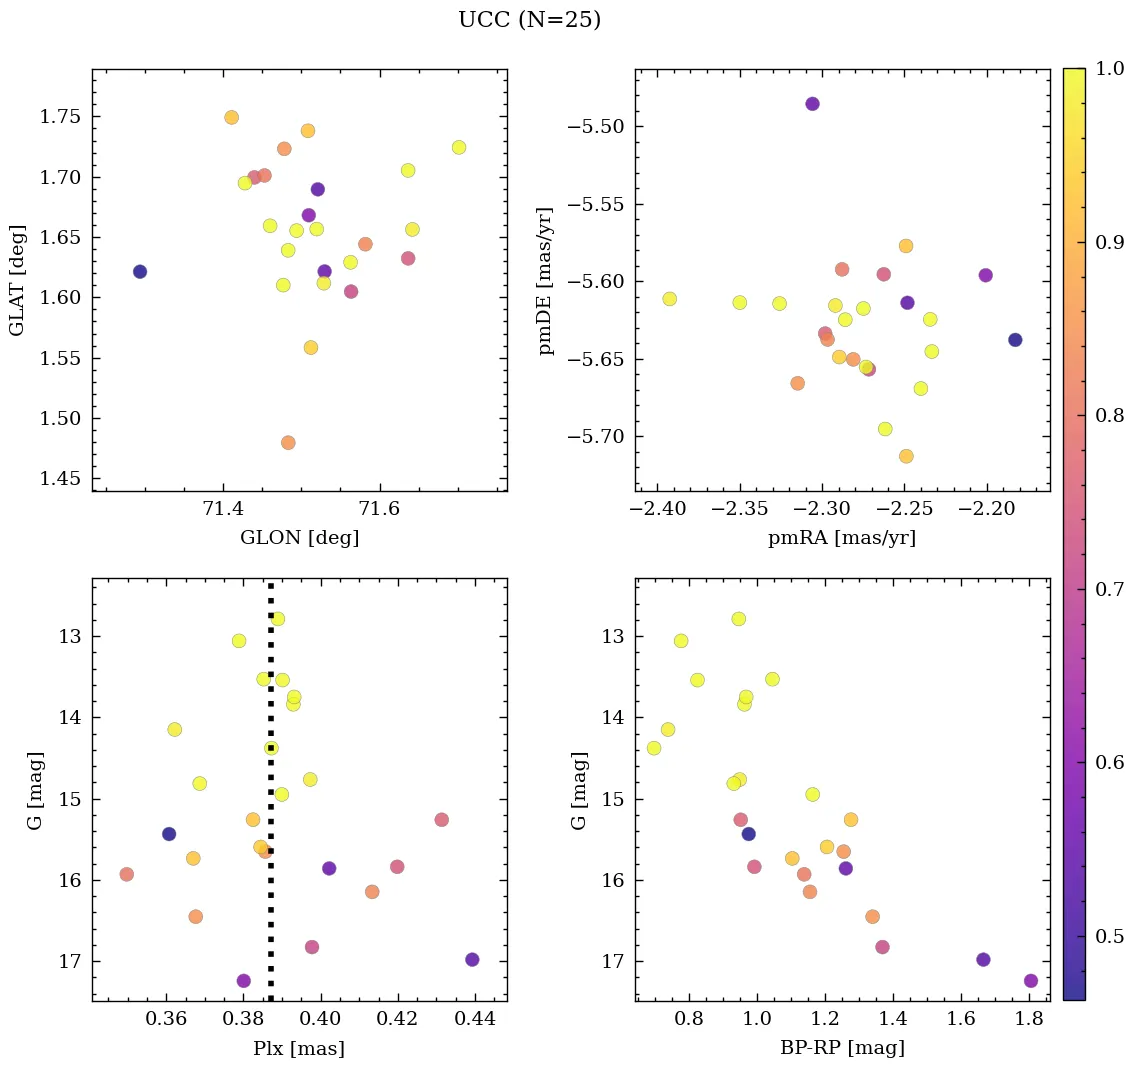 UCC (N=25)
1.75
1.70
1.65
1.60
1.55
1.50
1.45
GLAT [deg]
71.4 71.6
GLON [deg]
−5.50
−5.55
−5.60
−5.65
−5.70
pmDE [mas/yr]
−2.40 −2.35 −2.30 −2.25 −2.20
pmRA [mas/yr]
13
14
15
16
17
G [mag]
0.36 0.38 0.40 0.42 0.44
Plx [mas]
13
14
15
16
17
G [mag]
0.8 1.0 1.2 1.4 1.6 1.8
BP-RP [mag]
1.0
0.9
0.8
0.7
0.6
0.5